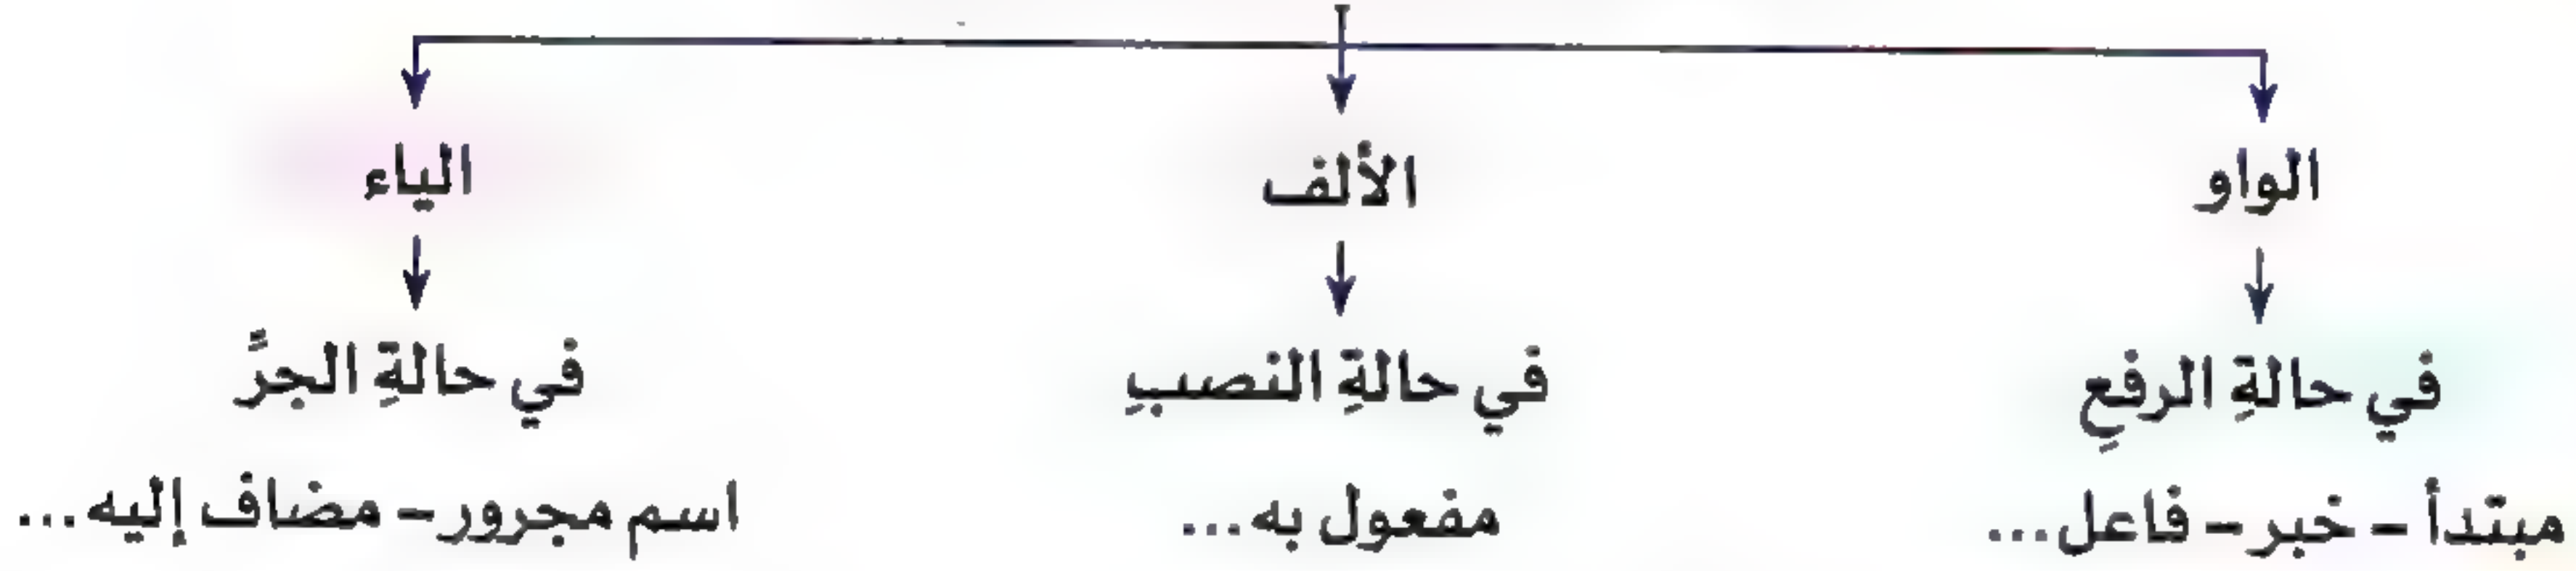 الواو الألف الياء
في حالةِ الرفعِ في حالةِ النصبِ في حالةِ الجرِّ
مبتدأ – خبر – فاعل... مفعول به... اسم مجرور – مضاف إليه...